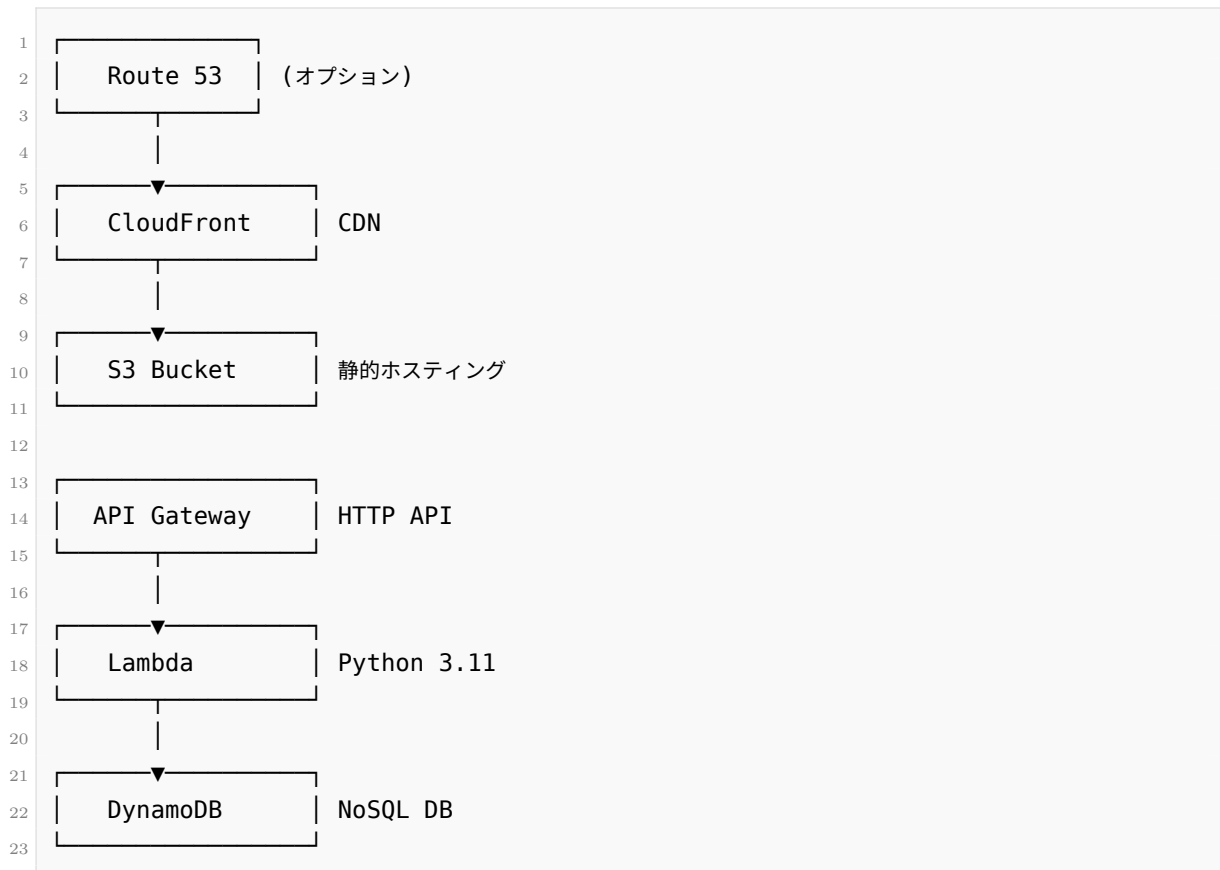 1 ┌─────────────┐
2 │   Route 53  │ (オプション)
3 └──────┬──────┘
4        │
5 ┌──────▼──────────┐
6 │   CloudFront    │ CDN
7 └──────┬──────────┘
8        │
9 ┌──────▼──────────┐
10 │   S3 Bucket     │ 静的ホスティング
11 └─────────────────┘
12
13 ┌─────────────────┐
14 │  API Gateway    │ HTTP API
15 └──────┬──────────┘
16        │
17 ┌──────▼──────────┐
18 │   Lambda        │ Python 3.11
19 └──────┬──────────┘
20        │
21 ┌──────▼──────────┐
22 │   DynamoDB      │ NoSQL DB
23 └─────────────────┘